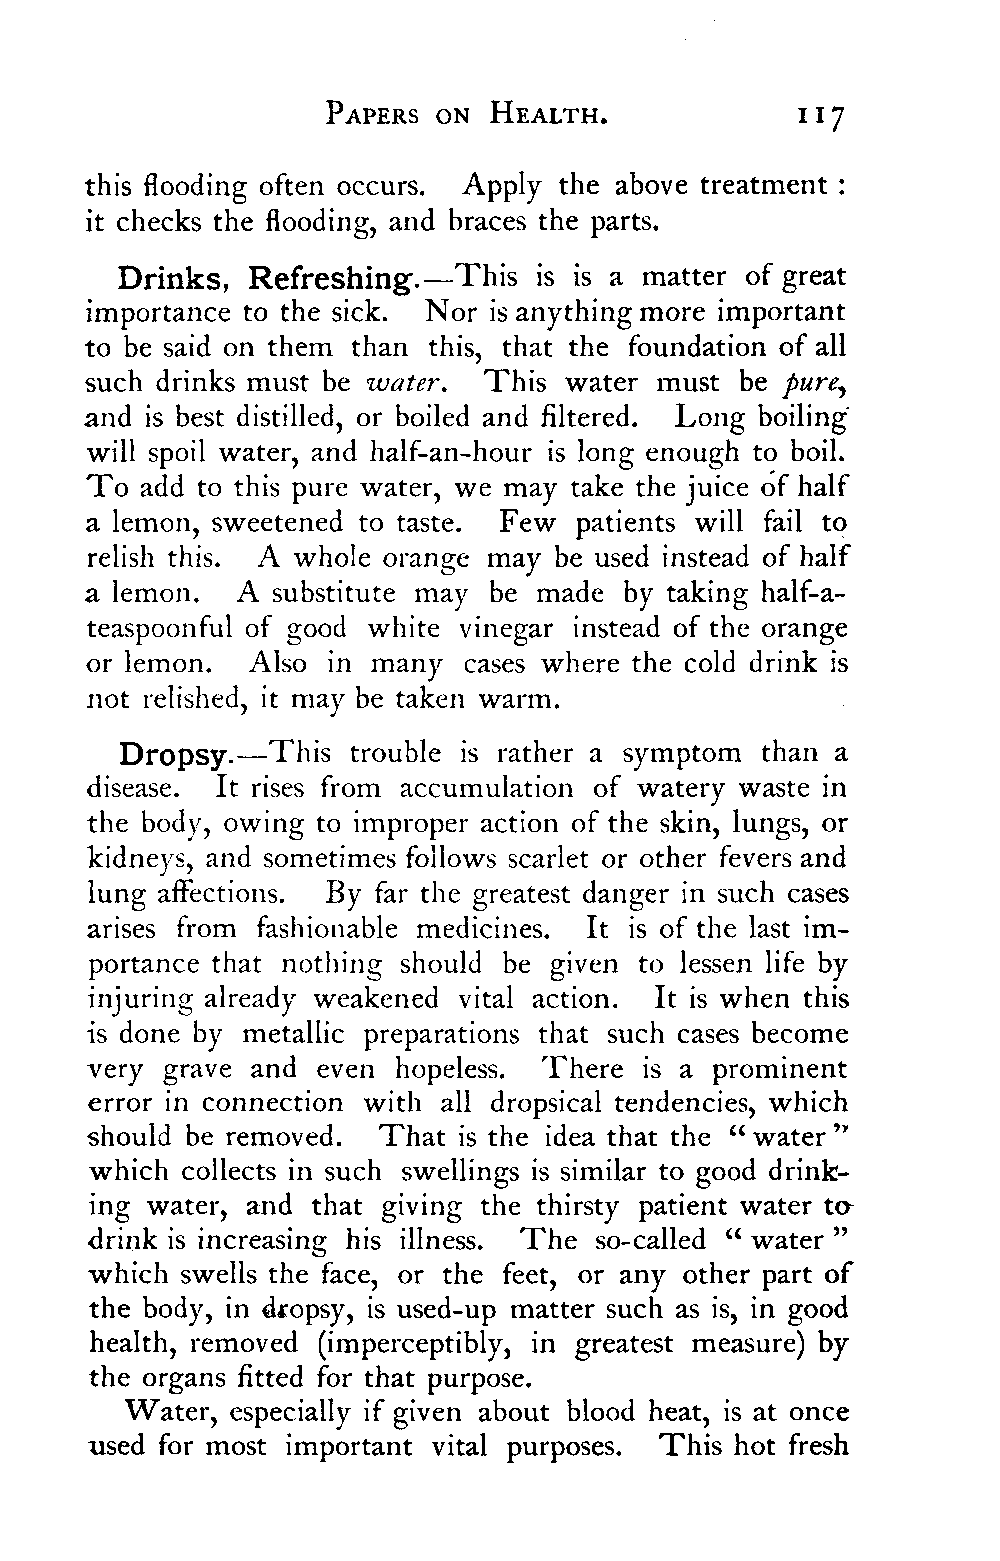 PAPERS ON HEALTH. 117
this flooding often occurs. Apply the above treatment :
it checks the flooding, and braces the parts.
Drinks, Refreshing.—This is is a matter of great
importance to the sick. Nor is anything more important
to be said on them than this, that the foundation of all
such drinks must be water. This water must be pure,
and is best distilled, or boiled and filtered. Long boiling
will spoil water, and half-an-hour is long enough to boil.
To add to this pure water, we may take the juice of half
a lemon, sweetened to taste. Few patients will fail to
relish this. A whole orange may be used instead of half
a lemon. A substitute may be made by taking half-a-
teaspoonful of good white vinegar instead of the orange
or lemon. Also in many cases where the cold drink is
not relished, it may be taken warm.
Dropsy.—This trouble is rather a symptom than a
disease. It rises from accumulation of watery waste in
the body, owing to improper action of the skin, lungs, or
kidneys, and sometimes follows scarlet or other fevers and
lung affections. By far the greatest danger in such cases
arises from fashionable medicines. It is of the last im-
portance that nothing should be given to lessen life by
injuring already weakened vital action. It is when this
is done by metallic preparations that such cases become
very grave and even hopeless. There is a prominent
error in connection with all dropsical tendencies, which
should be removed. That is the idea that the “ water ”
which collects in such swellings is similar to good drink-
ing water, and that giving the thirsty patient water to
drink is increasing his illness. The so-called “ water ”
which swells the face, or the feet, or any other part of
the body, in dropsy, is used-up matter such as is, in good
health, removed (imperceptibly, in greatest measure) by
the organs fitted for that purpose.
Water, especially if given about blood heat, is at once
used for most important vital purposes. This hot fresh